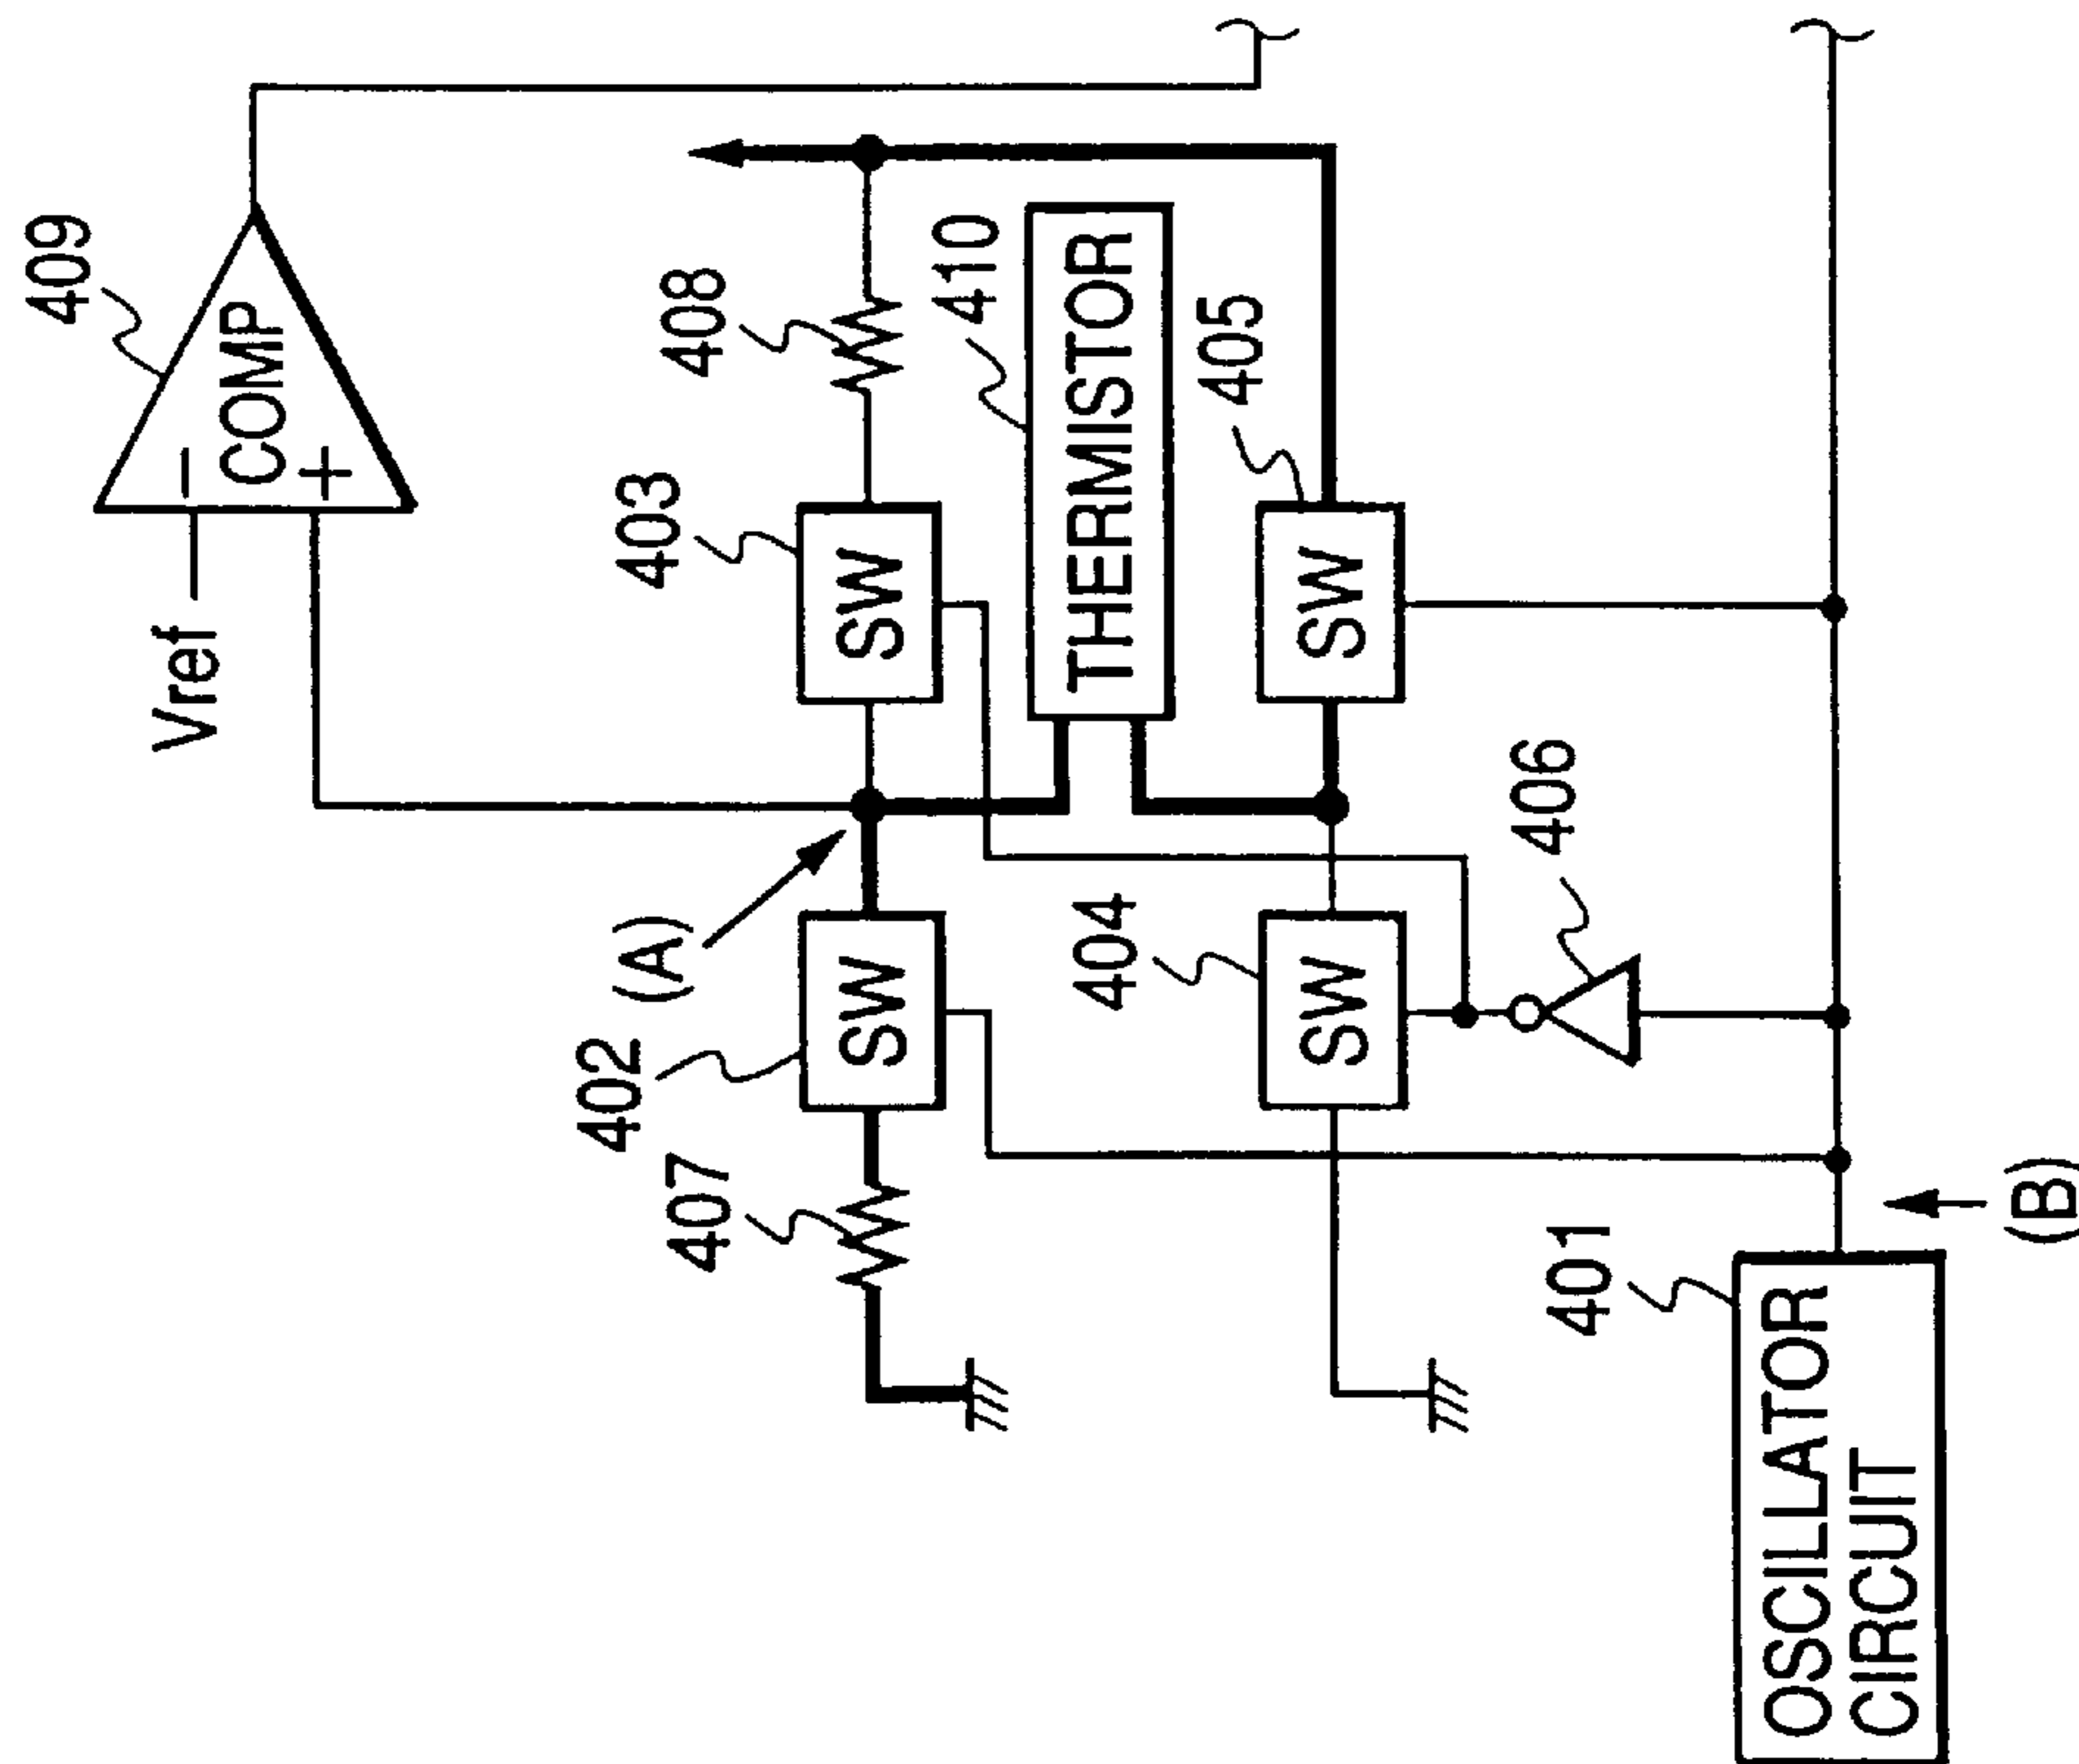 409
COMP
−
+
Vref
408
410
THERMISTOR
403
SW
405
SW
(A)
402
SW
404
SW
406
407
401
OSCILLATOR
CIRCUIT
(B)